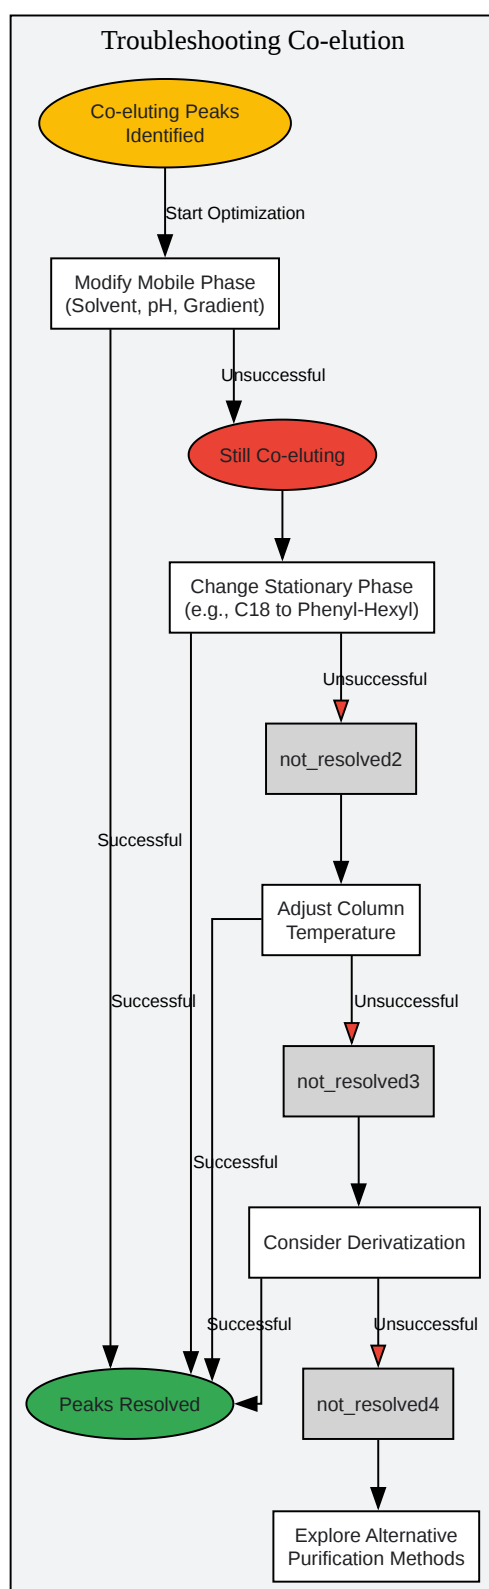 Troubleshooting Co-elution
Co-eluting Peaks
Identified
Start Optimization
Modify Mobile Phase
(Solvent, pH, Gradient)
Unsuccessful
Still Co-eluting
Change Stationary Phase
(e.g., C18 to Phenyl-Hexyl)
Unsuccessful
not_resolved2
Successful
Adjust Column
Temperature
Successful
Unsuccessful
not_resolved3
Successful
Consider Derivatization
Successful
Unsuccessful
Peaks Resolved
not_resolved4
Explore Alternative
Purification Methods